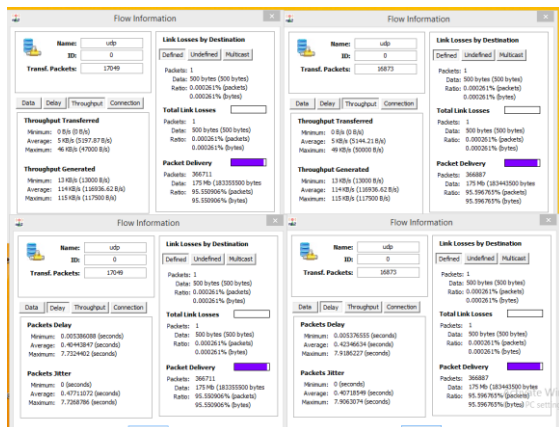 Flow Information
Name: udp
ID: 0
Transf. Packets: 17049
Data Delay Throughput Connection
Throughput Transferred
Minimum: 0 B/s (0 B/s)
Average: 5 KB/s (5197.87 B/s)
Maximum: 46 KB/s (47000 B/s)
Throughput Generated
Minimum: 13 KB/s (13000 B/s)
Average: 114 KB/s (116936.62 B/s)
Maximum: 115 KB/s (117500 B/s)
Link Losses by Destination
Defined Undefined Multicast
Packets: 1
Data: 500 bytes (500 bytes)
Ratio: 0.000261% (packets)
0.000261% (bytes)
Total Link Losses
Packets: 1
Data: 500 bytes (500 bytes)
Ratio: 0.000261% (packets)
0.000261% (bytes)
Packet Delivery
Packets: 366711
Data: 175 Mb (183355500 bytes
Ratio: 95.550906% (packets)
95.550906% (bytes)
Flow Information
Name: udp
ID: 0
Transf. Packets: 16873
Data Delay Throughput Connection
Throughput Transferred
Minimum: 0 B/s (0 B/s)
Average: 5 KB/s (5144.21 B/s)
Maximum: 49 KB/s (50000 B/s)
Throughput Generated
Minimum: 13 KB/s (13000 B/s)
Average: 114 KB/s (116936.62 B/s)
Maximum: 115 KB/s (117500 B/s)
Link Losses by Destination
Defined Undefined Multicast
Packets: 1
Data: 500 bytes (500 bytes)
Ratio: 0.000261% (packets)
0.000261% (bytes)
Total Link Losses
Packets: 1
Data: 500 bytes (500 bytes)
Ratio: 0.000261% (packets)
0.000261% (bytes)
Packet Delivery
Packets: 366887
Data: 175 Mb (183443500 bytes
Ratio: 95.596765% (packets)
95.596765% (bytes)
Flow Information
Name: udp
ID: 0
Transf. Packets: 17049
Data Delay Throughput Connection
Packets Delay
Minimum: 0.005386088 (seconds)
Average: 0.40443847 (seconds)
Maximum: 7.7324402 (seconds)
Packets Jitter
Minimum: 0 (seconds)
Average: 0.47711072 (seconds)
Maximum: 7.7268786 (seconds)
Link Losses by Destination
Defined Undefined Multicast
Packets: 1
Data: 500 bytes (500 bytes)
Ratio: 0.000261% (packets)
0.000261% (bytes)
Total Link Losses
Packets: 1
Data: 500 bytes (500 bytes)
Ratio: 0.000261% (packets)
0.000261% (bytes)
Packet Delivery
Packets: 366711
Data: 175 Mb (183355500 bytes
Ratio: 95.550906% (packets)
95.550906% (bytes)
Flow Information
Name: udp
ID: 0
Transf. Packets: 16873
Data Delay Throughput Connection
Packets Delay
Minimum: 0.005376555 (seconds)
Average: 0.42346634 (seconds)
Maximum: 7.9186227 (seconds)
Packets Jitter
Minimum: 0 (seconds)
Average: 0.40718549 (seconds)
Maximum: 7.9063074 (seconds)
Link Losses by Destination
Defined Undefined Multicast
Packets: 1
Data: 500 bytes (500 bytes)
Ratio: 0.000261% (packets)
0.000261% (bytes)
Total Link Losses
Packets: 1
Data: 500 bytes (500 bytes)
Ratio: 0.000261% (packets)
0.000261% (bytes)
Packet Delivery
Packets: 366887
Data: 175 Mb (183443500 bytes
Ratio: 95.596765% (packets)
95.596765% (bytes)